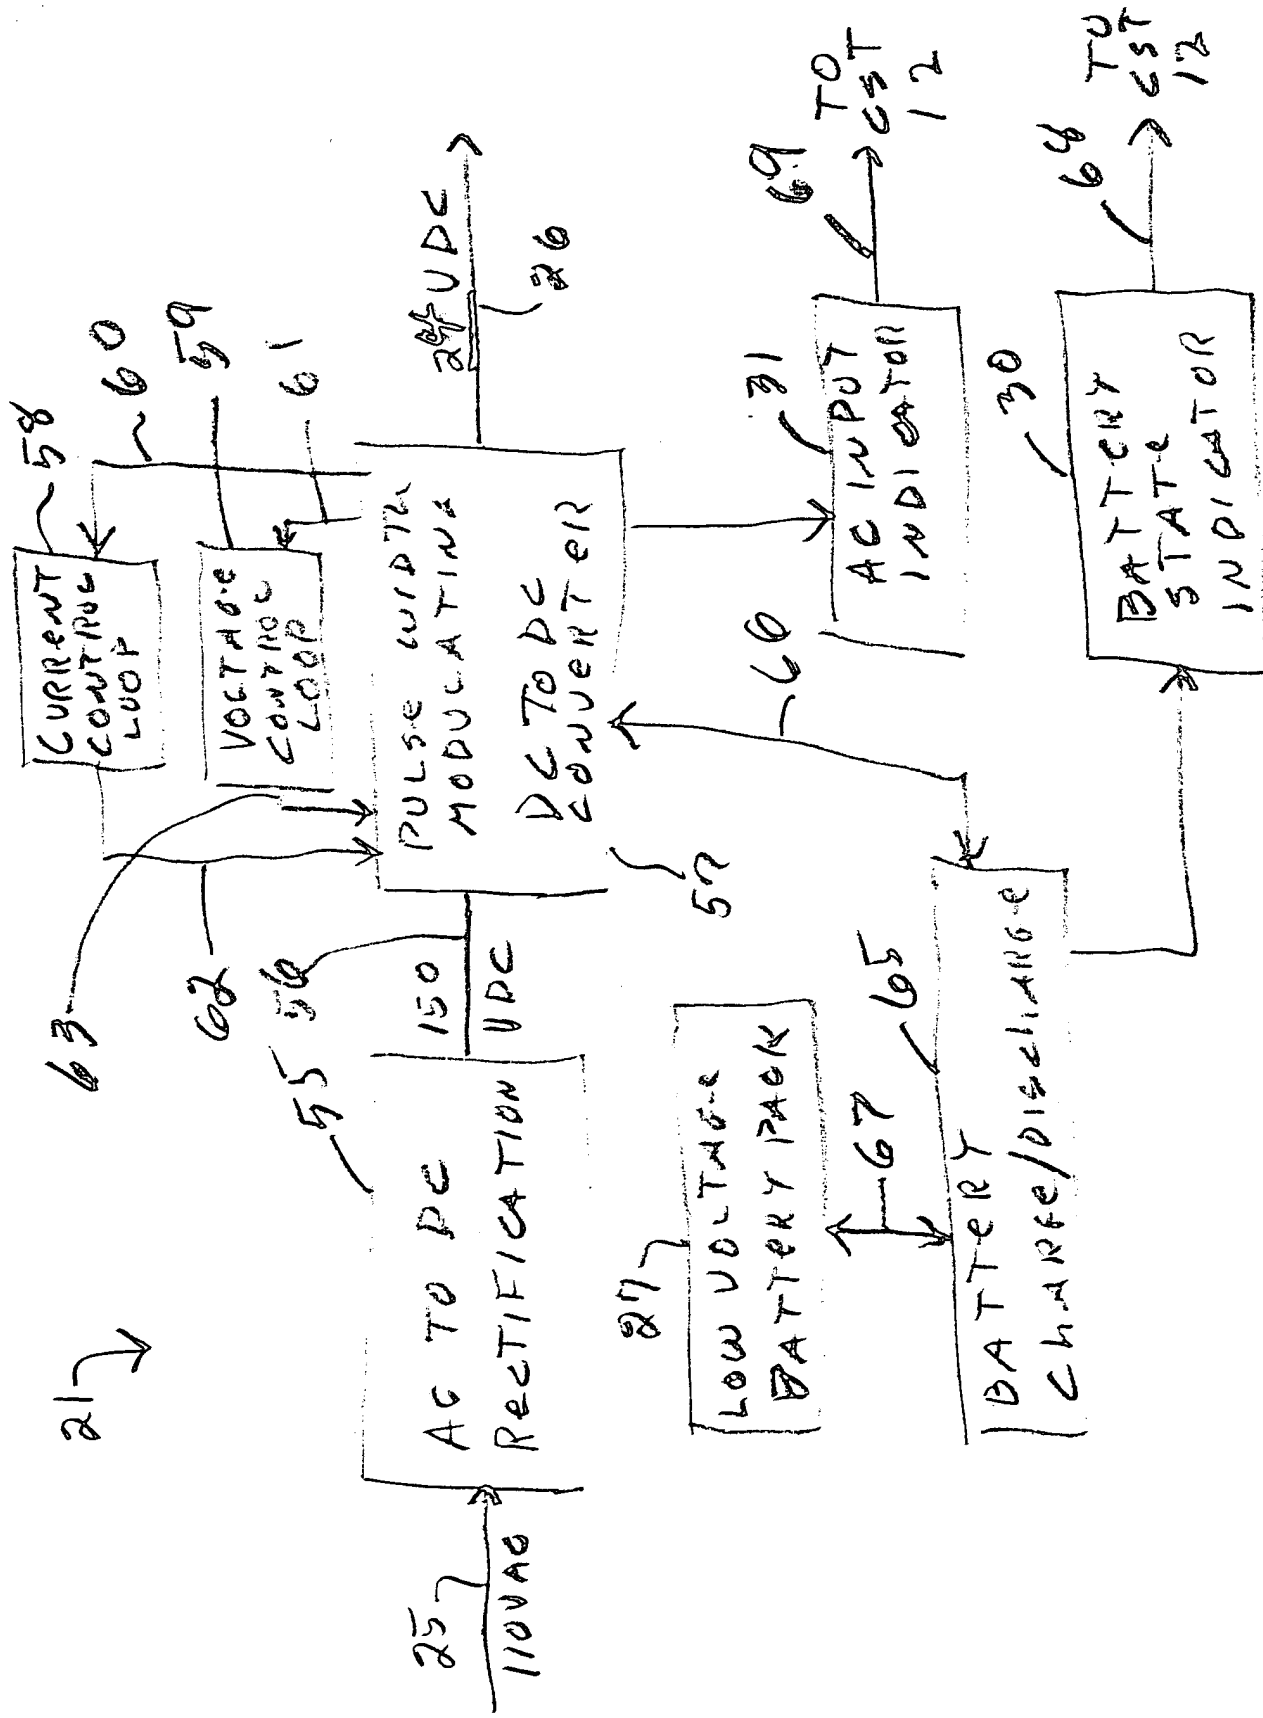 21
58
60
CURRENT
CONTROL
LOOP
59
VOLTAGE
CONTROL
LOOP
61
63
62
25
110VAC
55
AC TO DC
RECTIFICATION
56
150
VDC
PULSE WIDTH
MODULATING
DC TO DC
CONVERTER
57
24 VDC
26
27
LOW VOLTAGE
BATTERY PACK
67
65
BATTERY
CHARGE/DISCHARGE
66
31
AC INPUT
INDICATOR
69
TO
CST
12
30
BATTERY
STATE
INDICATOR
68
TO
CST
12